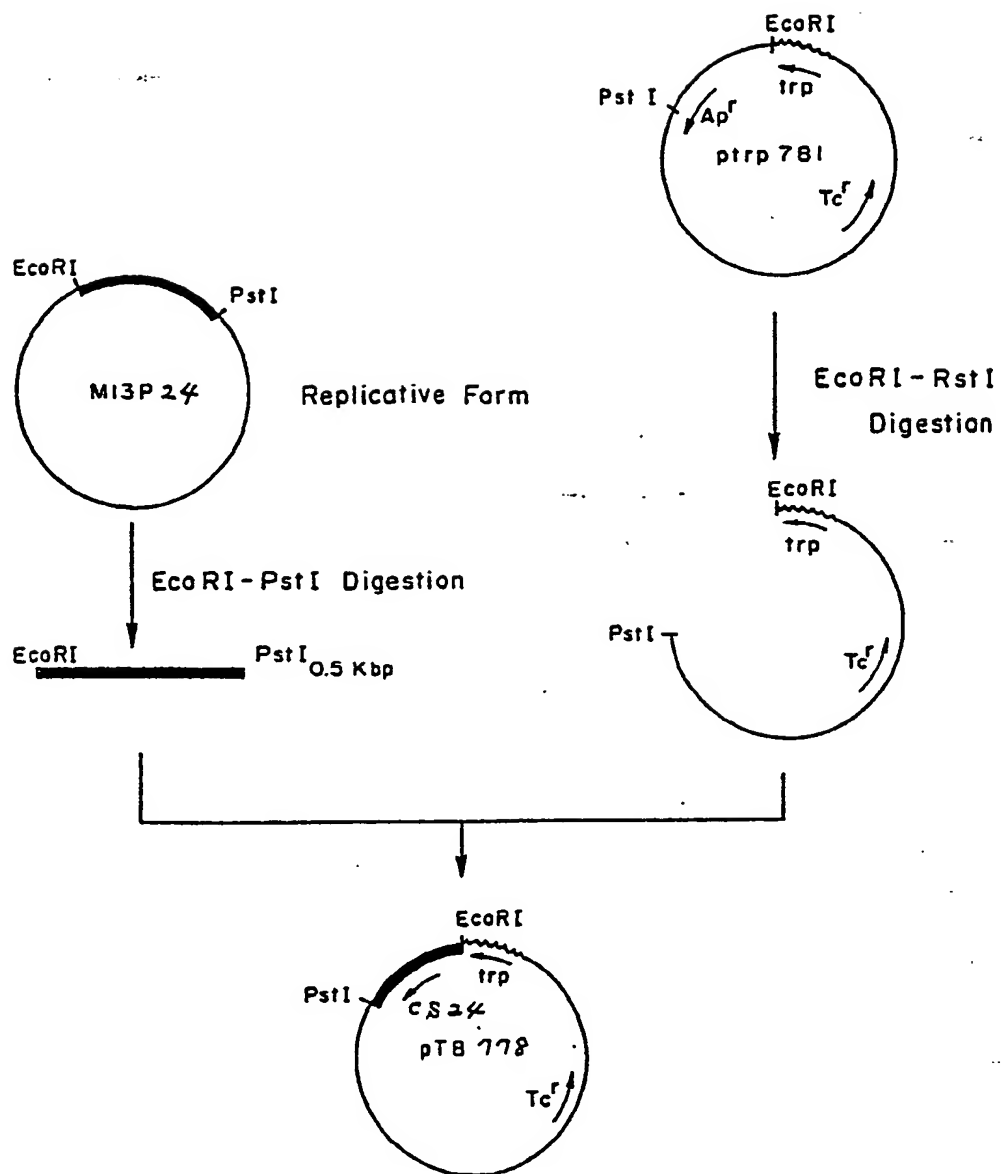 EcoRI
trp
Pst I
Apʳ
ptrp 781
Tcʳ
EcoRI
PstI
M13P24
Replicative Form
EcoRI-RstI
Digestion
EcoRI
trp
EcoRI-PstI Digestion
PstI
EcoRI
PstI
0.5 Kbp
Tcʳ
EcoRI
trp
PstI
CS24
pTB 778
Tcʳ